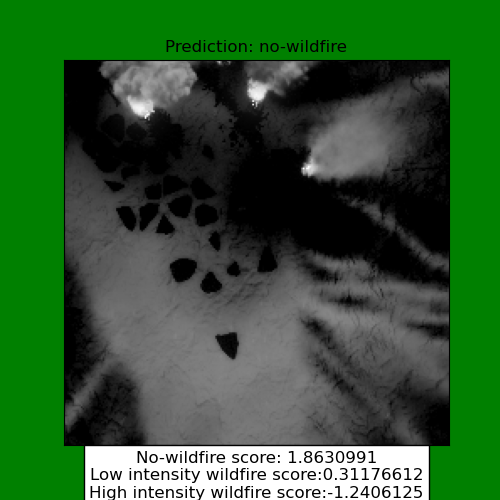 Prediction: no-wildfire
No-wildfire score: 1.8630991
Low intensity wildfire score:0.31176612
High intensity wildfire score:-1.2406125